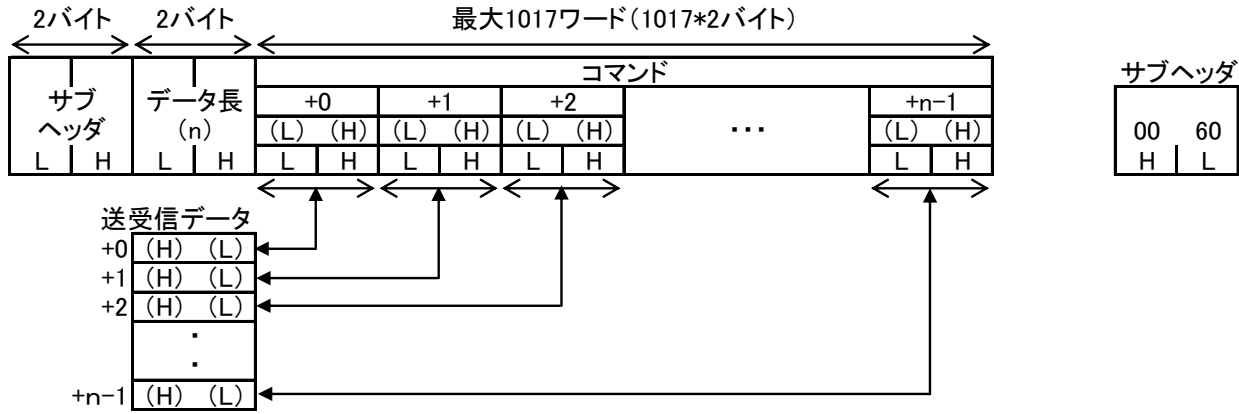 2バイト 2バイト 最大1017ワード(1017*2バイト)
コマンド サブヘッダ
サブ
ヘッダ データ長
(n) +0 +1 +2 ・・・ +n-1
(L) (H) (L) (H) (L) (H) (L) (H) 00 60
L H L H L H L H L H L H H L
送受信データ
+0 (H) (L)
+1 (H) (L)
+2 (H) (L)
・
・
+n-1 (H) (L)